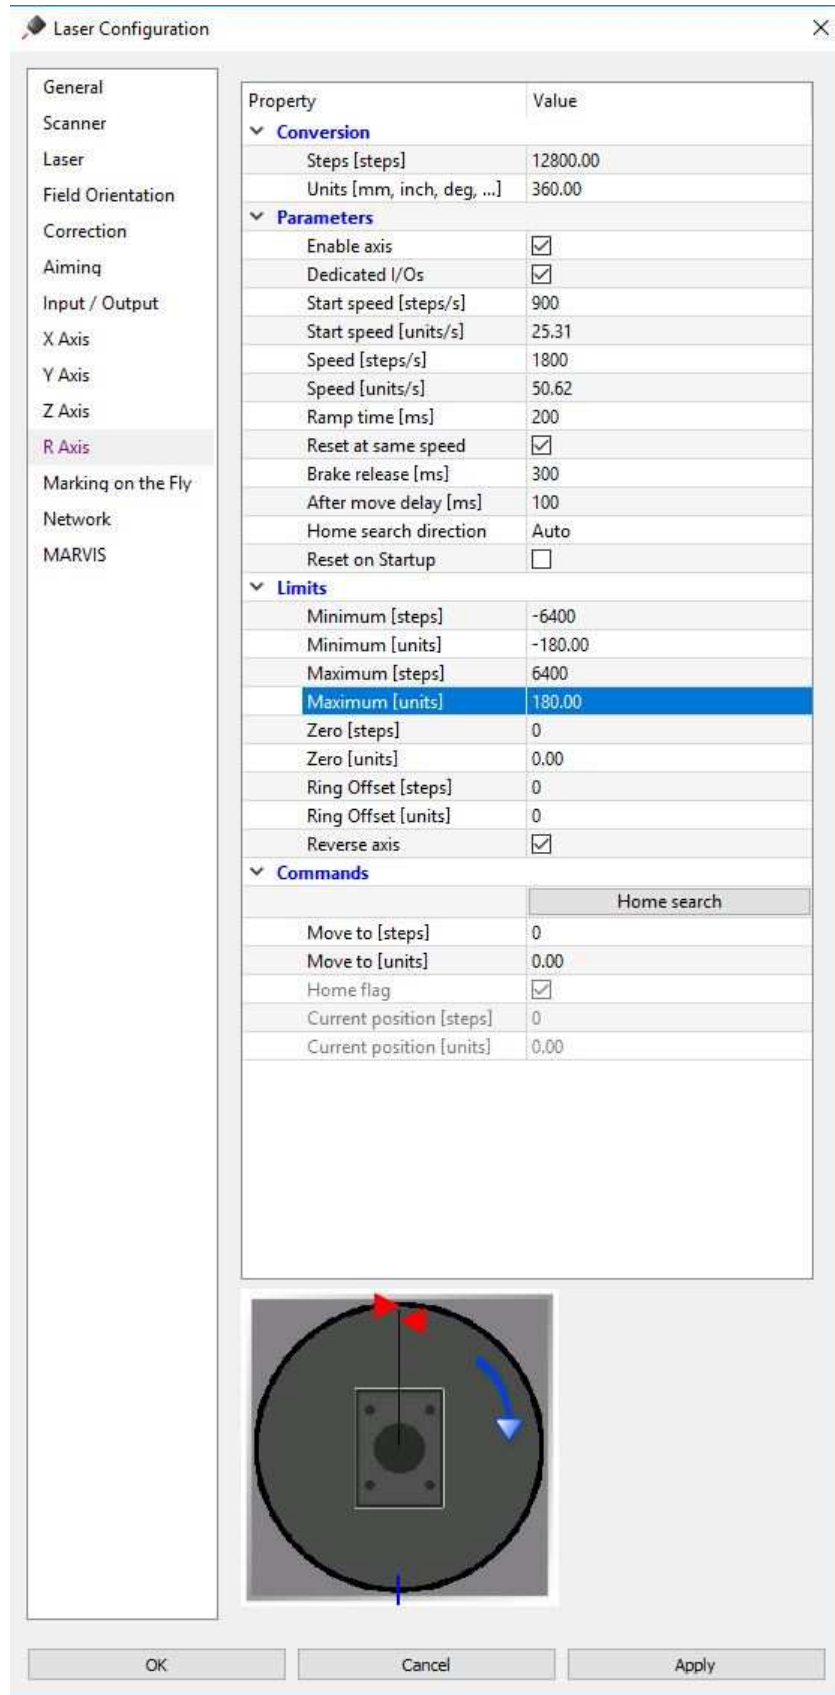 Laser Configuration
General
Scanner
Laser
Field Orientation
Correction
Aiming
Input / Output
X Axis
Y Axis
Z Axis
R Axis
Marking on the Fly
Network
MARVIS
Property Value
Conversion
Steps [steps] 12800.00
Units [mm, inch, deg, ...] 360.00
Parameters
Enable axis
Dedicated I/Os
Start speed [steps/s] 900
Start speed [units/s] 25.31
Speed [steps/s] 1800
Speed [units/s] 50.62
Ramp time [ms] 200
Reset at same speed
Brake release [ms] 300
After move delay [ms] 100
Home search direction Auto
Reset on Startup
Limits
Minimum [steps] -6400
Minimum [units] -180.00
Maximum [steps] 6400
Maximum [units] 180.00
Zero [steps] 0
Zero [units] 0.00
Ring Offset [steps] 0
Ring Offset [units] 0
Reverse axis
Commands
Home search
Move to [steps] 0
Move to [units] 0.00
Home flag
Current position [steps] 0
Current position [units] 0.00
OK Cancel Apply